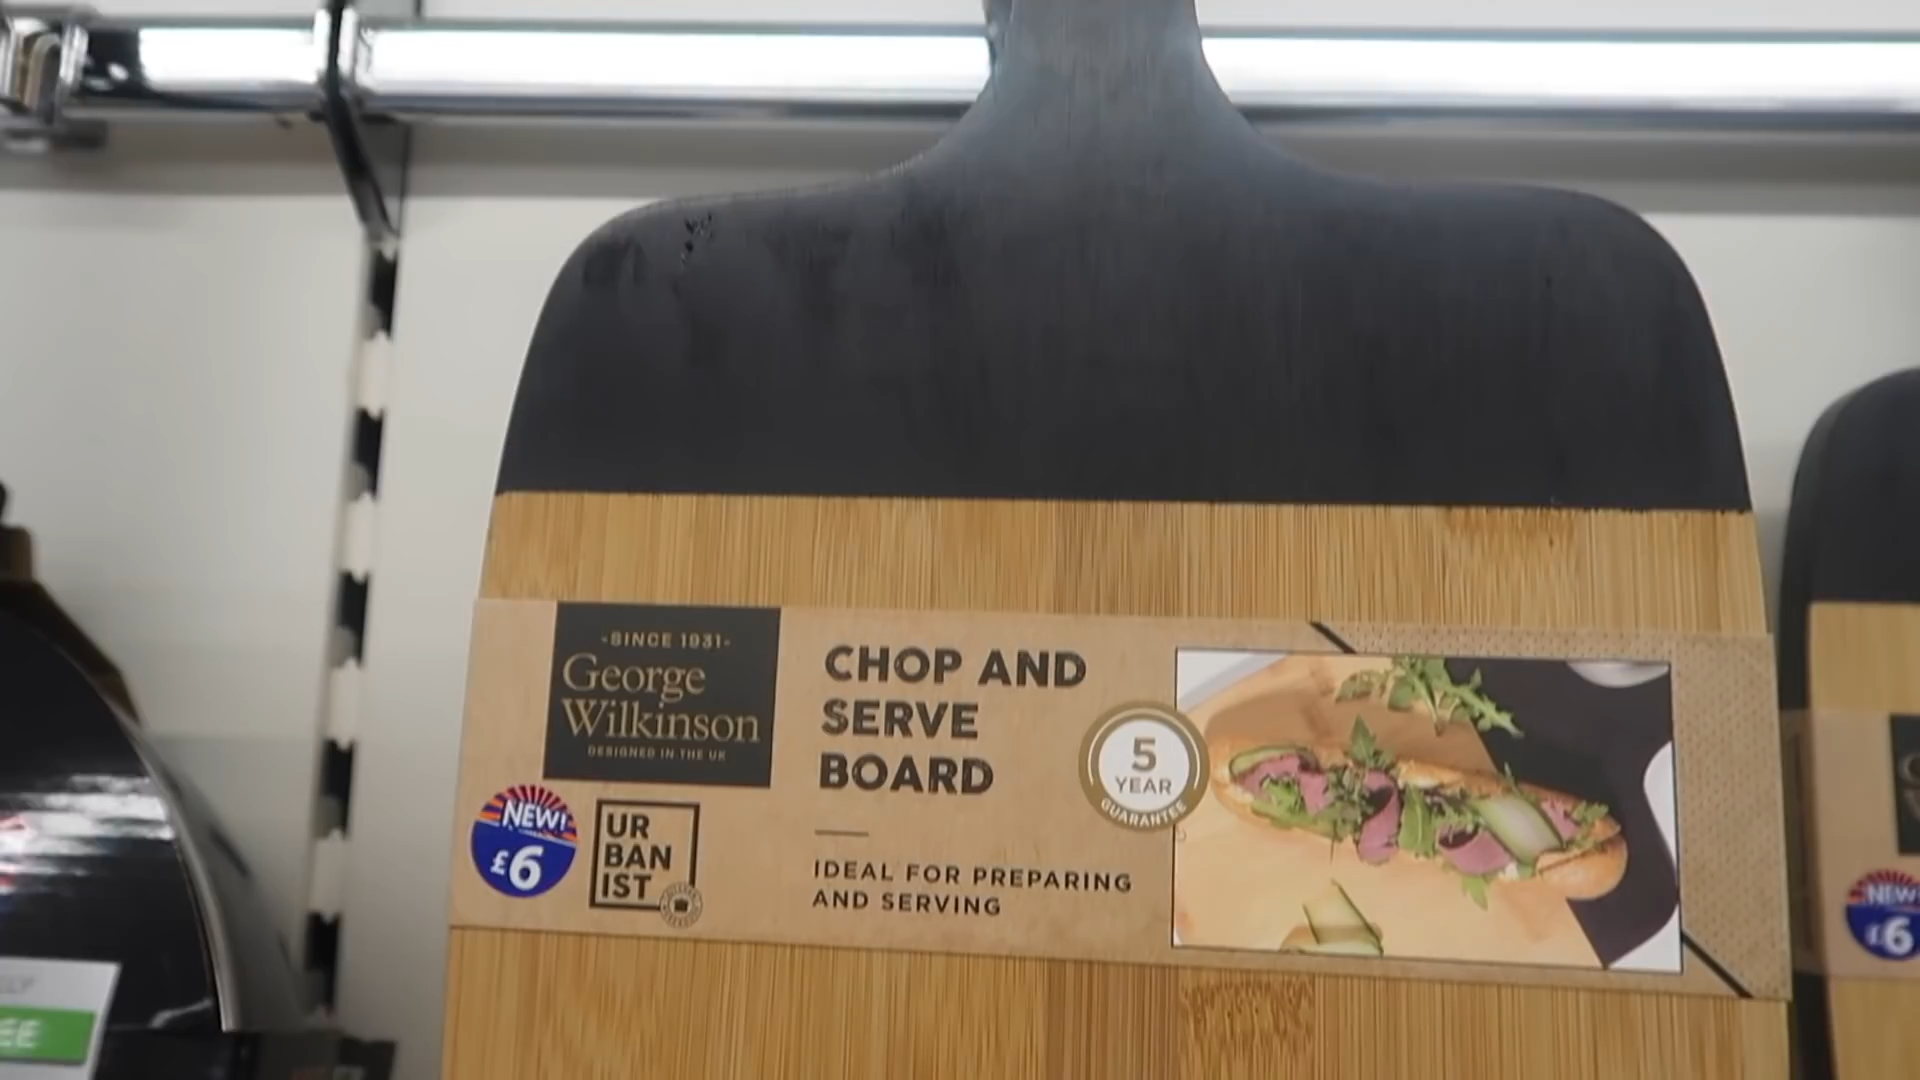 -SINCE 1931-
George
Wilkinson
DESIGNED IN THE UK
CHOP AND
SERVE
BOARD
5
YEAR
GUARANTEE
NEW!
£6
UR
BAN
IST
IDEAL FOR PREPARING
AND SERVING
NEW!
£6
EE